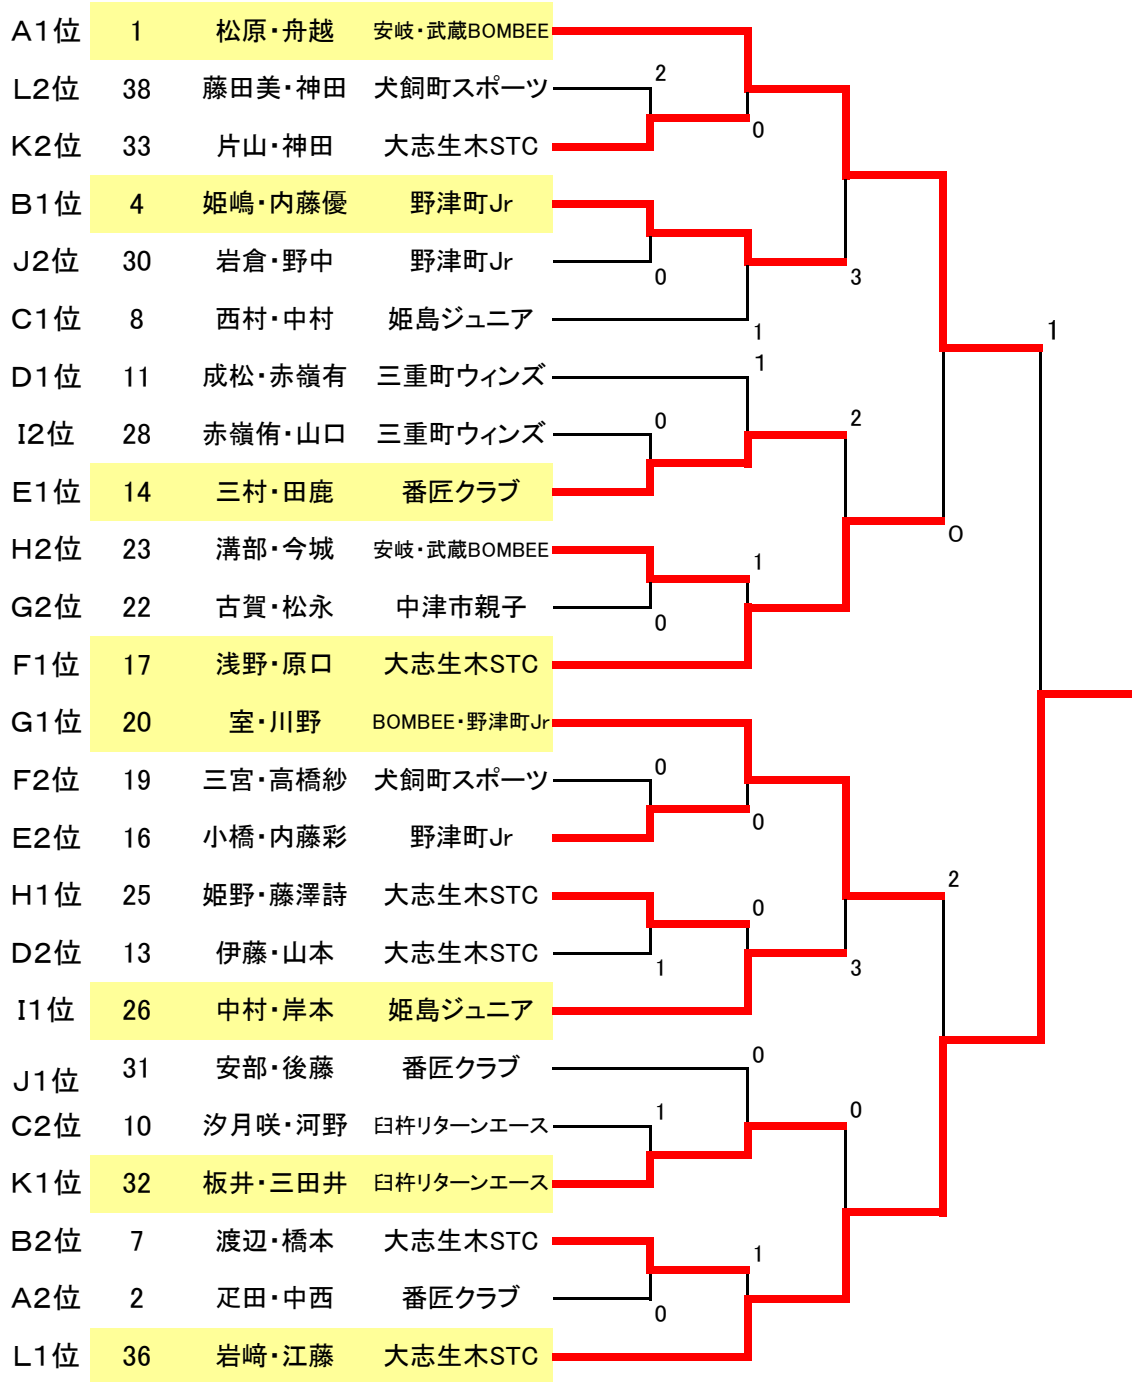 A1位 1 松原・舟越 安岐・武蔵BOMBEE
L2位 38 藤田美・神田 犬飼町スポーツ 2
0
K2位 33 片山・神田 大志生木STC
B1位 4 姫嶋・内藤優 野津町Jr
J2位 30 岩倉・野中 野津町Jr 0 3
C1位 8 西村・中村 姫島ジュニア 1 1
D1位 11 成松・赤嶺有 三重町ウィンズ 1
I2位 28 赤嶺侑・山口 三重町ウィンズ 0 2
E1位 14 三村・田鹿 番匠クラブ
H2位 23 溝部・今城 安岐・武蔵BOMBEE 1 0
G2位 22 古賀・松永 中津市親子 0
F1位 17 浅野・原口 大志生木STC
G1位 20 室・川野 BOMBEE・野津町Jr
F2位 19 三宮・高橋紗 犬飼町スポーツ 0
0
E2位 16 小橋・内藤彩 野津町Jr
H1位 25 姫野・藤澤詩 大志生木STC 0 2
D2位 13 伊藤・山本 大志生木STC 1 3
I1位 26 中村・岸本 姫島ジュニア
J1位 31 安部・後藤 番匠クラブ 0
C2位 10 汐月咲・河野 臼杵リターンエース 1 0
K1位 32 板井・三田井 臼杵リターンエース
B2位 7 渡辺・橋本 大志生木STC 1
A2位 2 疋田・中西 番匠クラブ 0
L1位 36 岩﨑・江藤 大志生木STC